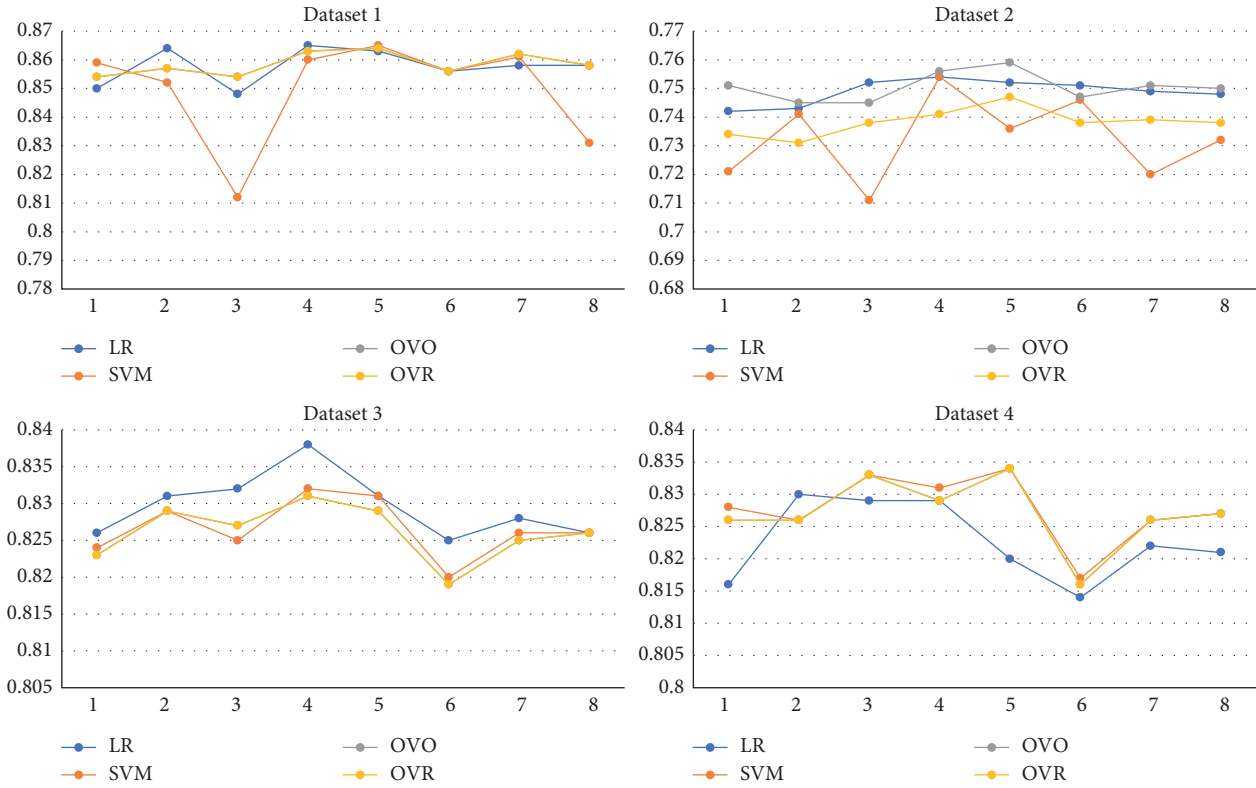 Dataset 1
0.87
0.86
0.85
0.84
0.83
0.82
0.81
0.8
0.79
0.78
1 2 3 4 5 6 7 8
LR OVO
SVM OVR
Dataset 2
0.77
0.76
0.75
0.74
0.73
0.72
0.71
0.7
0.69
0.68
1 2 3 4 5 6 7 8
LR OVO
SVM OVR
Dataset 3
0.84
0.835
0.83
0.825
0.82
0.815
0.81
0.805
1 2 3 4 5 6 7 8
LR OVO
SVM OVR
Dataset 4
0.84
0.835
0.83
0.825
0.82
0.815
0.81
0.805
0.8
1 2 3 4 5 6 7 8
LR OVO
SVM OVR